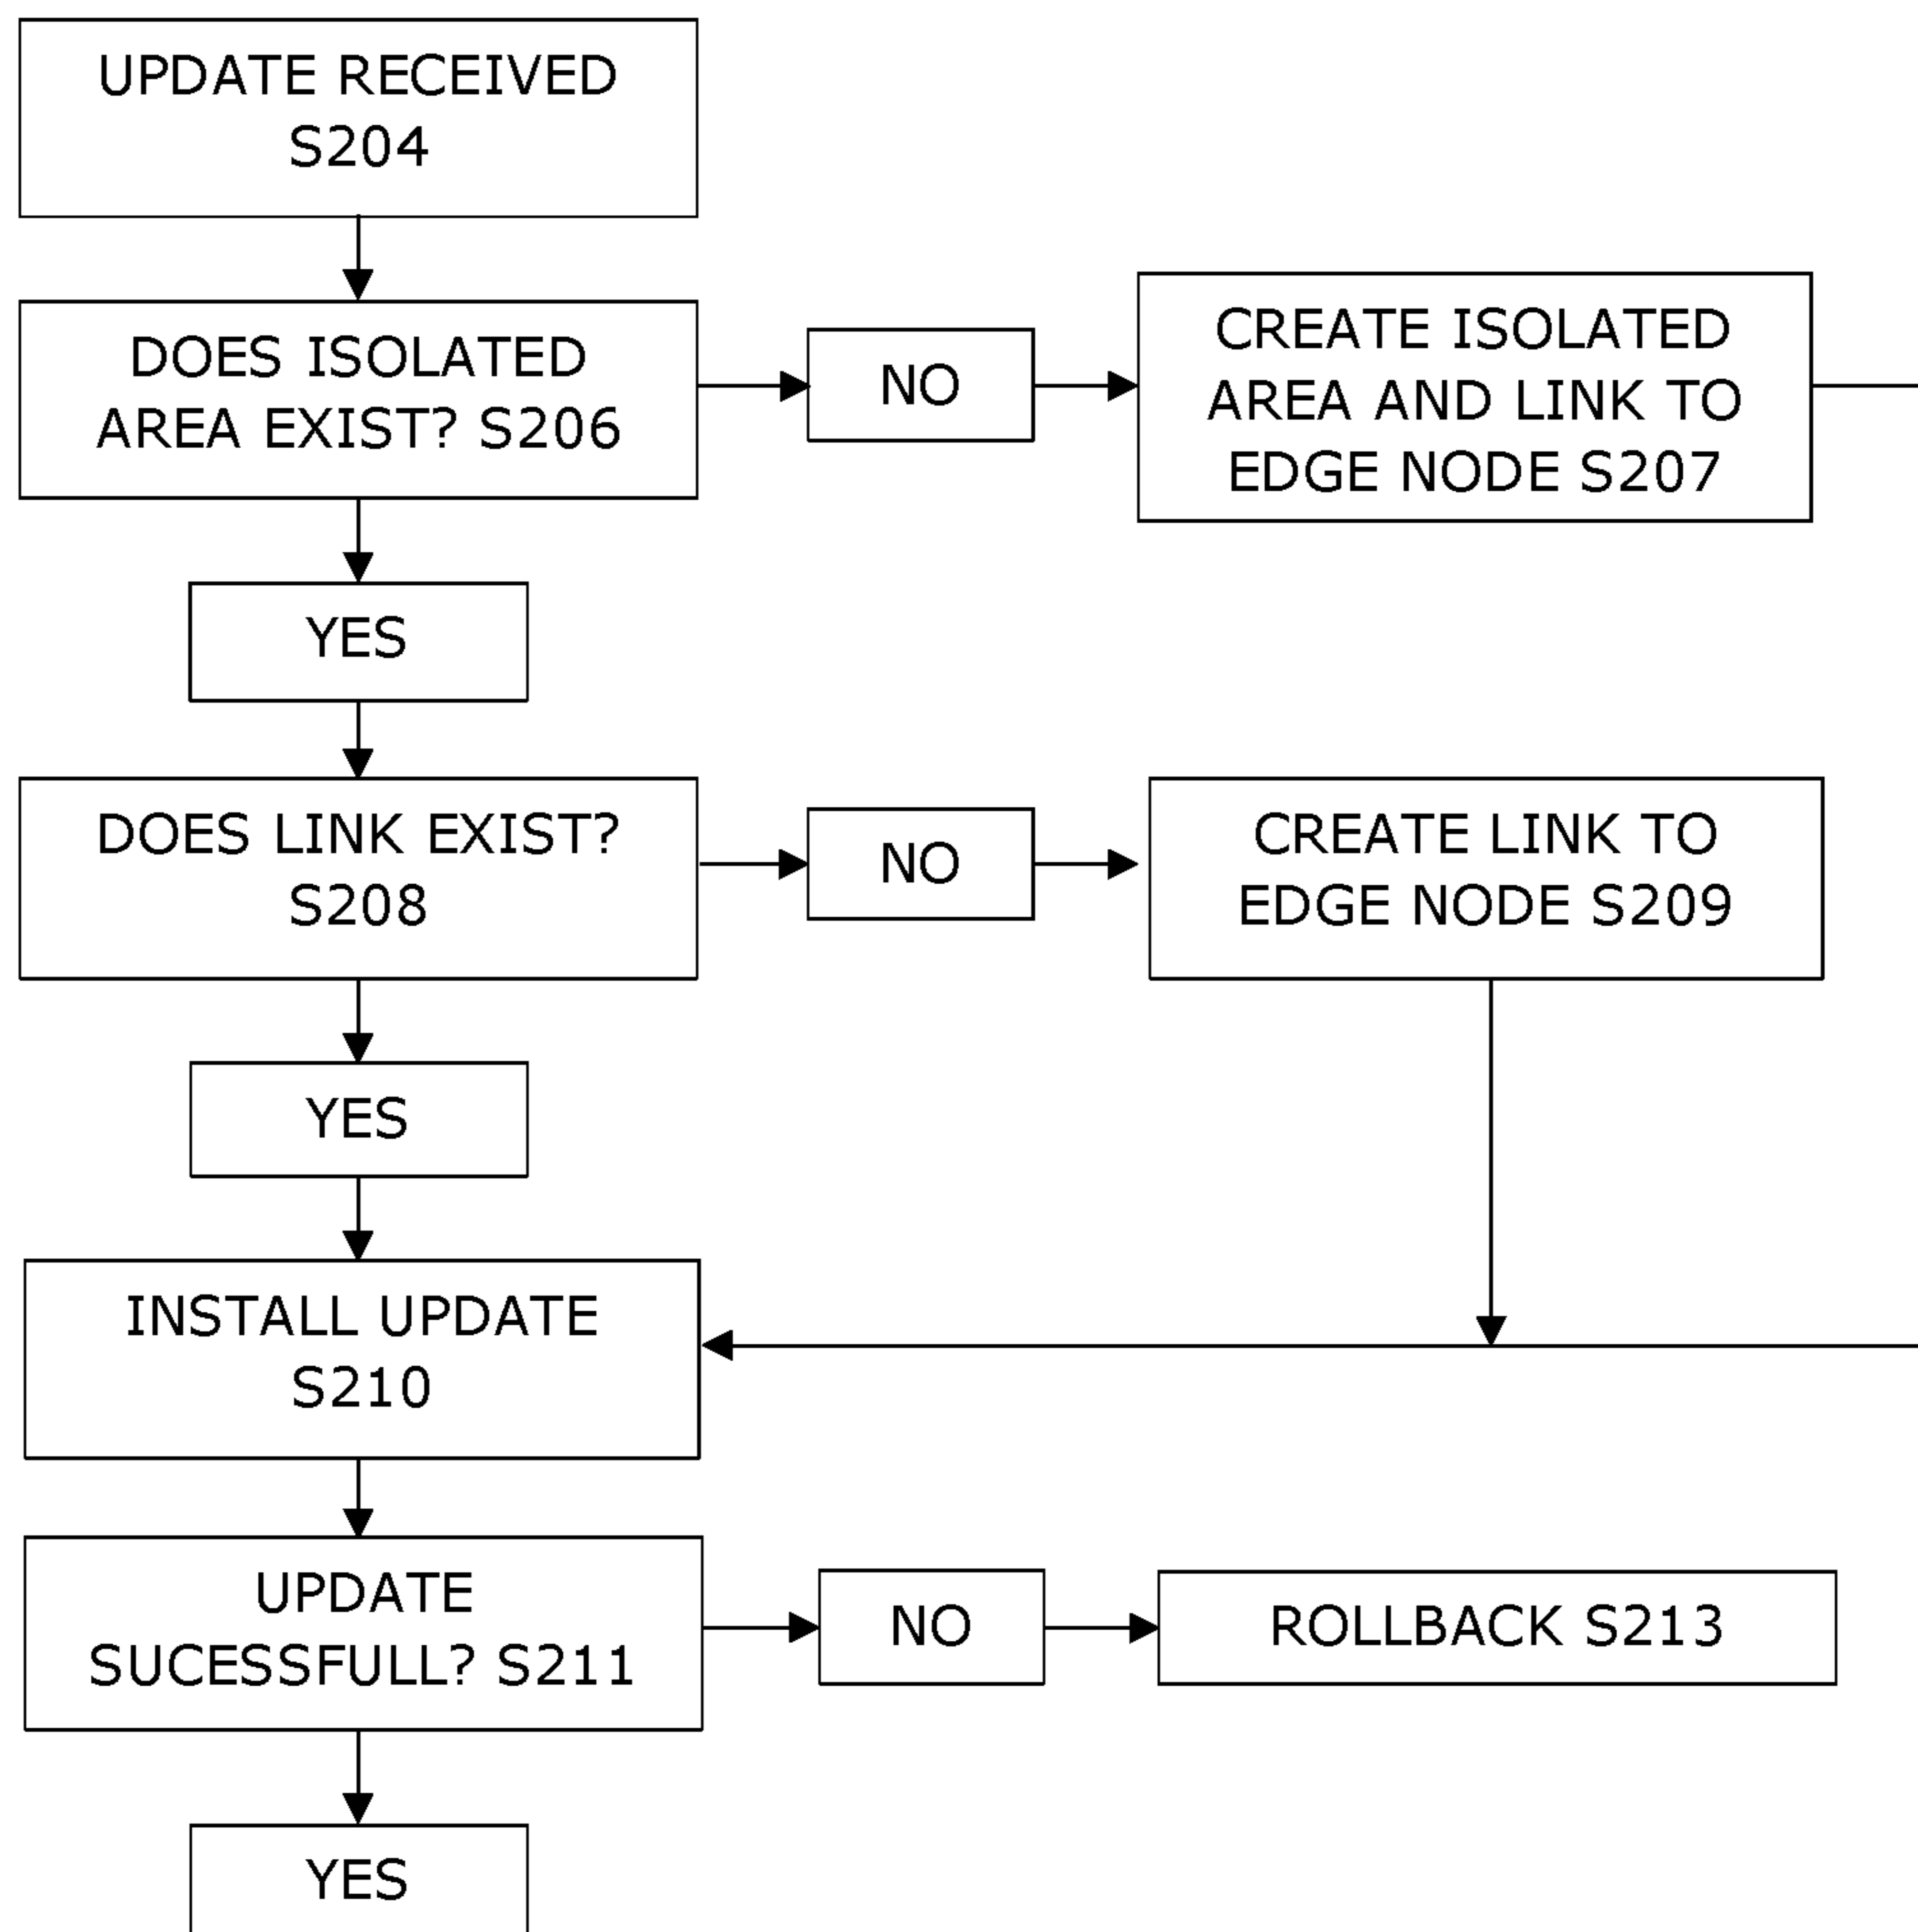 UPDATE RECEIVED
S204
DOES ISOLATED
AREA EXIST? S206
NO
CREATE ISOLATED
AREA AND LINK TO
EDGE NODE S207
YES
DOES LINK EXIST?
S208
NO
CREATE LINK TO
EDGE NODE S209
YES
INSTALL UPDATE
S210
UPDATE
SUCESSFULL? S211
NO
ROLLBACK S213
YES